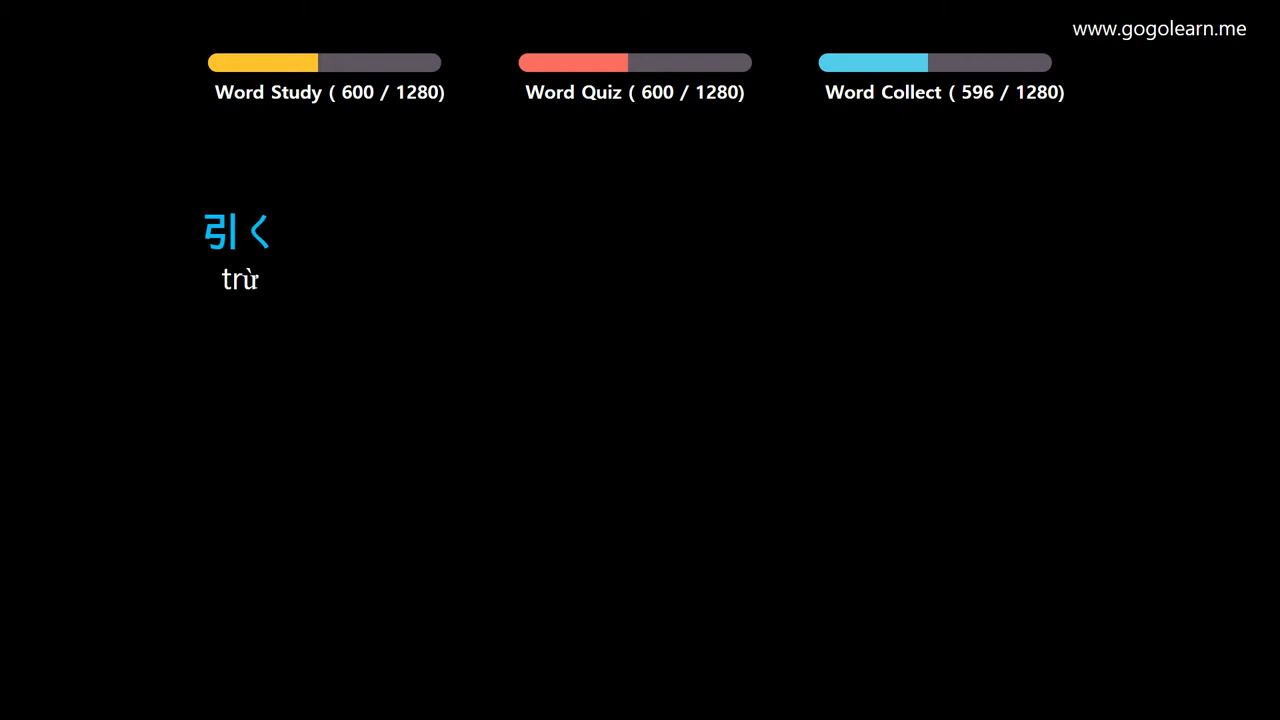 www.gogolearn.me
Word Study ( 600 / 1280)
Word Quiz ( 600 / 1280)
Word Collect ( 596 / 1280)
引く
trừ